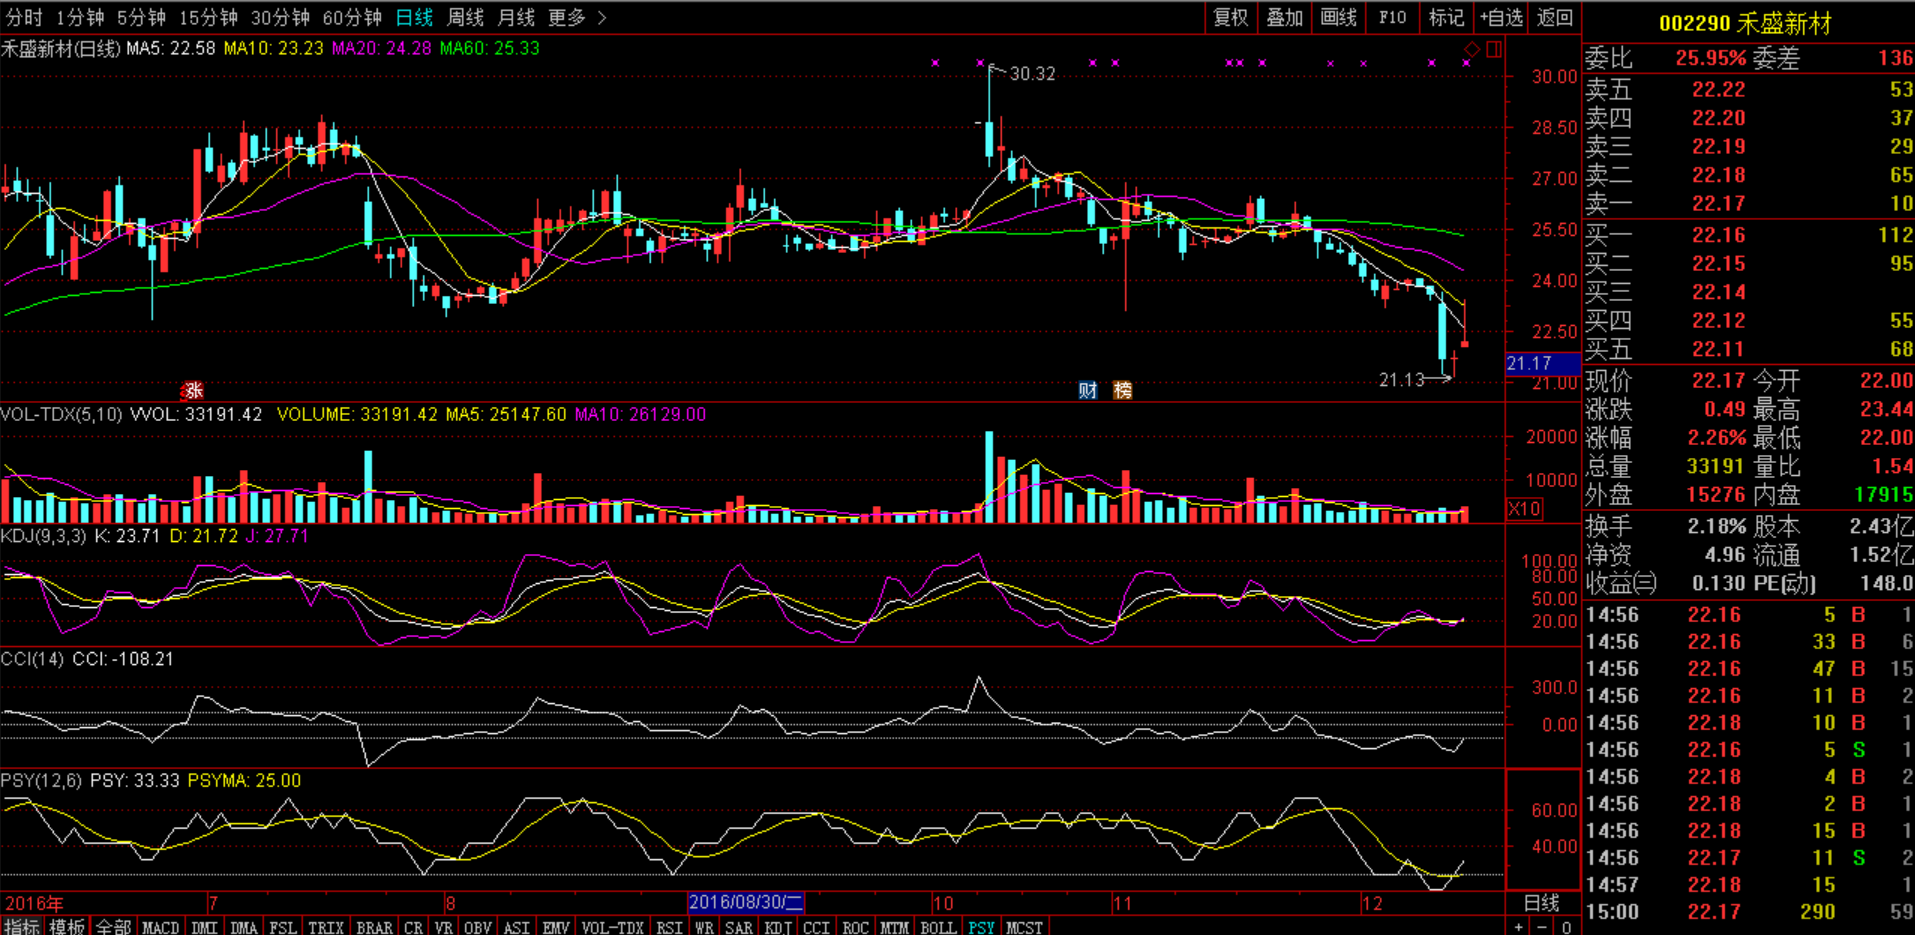 分时 1分钟 5分钟 15分钟 30分钟 60分钟 日线 周线 月线 更多 >
复权 叠加 画线 F10 标记 +自选 返回
002290 禾盛新材
禾盛新材(日线) MA5: 22.58 MA10: 23.23 MA20: 24.28 MA60: 25.33
30.32
30.00
28.50
27.00
25.50
24.00
22.50
21.17
21.00
21.13
涨
财 榜
VOL-TDX(5,10) VVOL: 33191.42 VOLUME: 33191.42 MA5: 25147.60 MA10: 26129.00
20000
10000
X10
KDJ(9,3,3) K: 23.71 D: 21.72 J: 27.71
100.00
80.00
50.00
20.00
CCI(14) CCI: -108.21
300.0
0.00
PSY(12,6) PSY: 33.33 PSYMA: 25.00
60.00
40.00
2016年 7 8 2016/08/30/二 10 11 12 日线
指标 模板 全部 MACD DMI DMA FSL TRIX BRAR CR VR OBV ASI EMV VOL-TDX RSI WR SAR KDJ CCI ROC MTM BOLL PSY MCST + - 0
委比 25.95% 委差 136
卖五 22.22 53
卖四 22.20 37
卖三 22.19 29
卖二 22.18 65
卖一 22.17 10
买一 22.16 112
买二 22.15 95
买三 22.14
买四 22.12 55
买五 22.11 68
现价 22.17 今开 22.00
涨跌 0.49 最高 23.44
涨幅 2.26% 最低 22.00
总量 33191 量比 1.54
外盘 15276 内盘 17915
换手 2.18% 股本 2.43亿
净资 4.96 流通 1.52亿
收益㈢ 0.130 PE(动) 148.0
14:56 22.16 5 B 1
14:56 22.16 33 B 6
14:56 22.16 47 B 15
14:56 22.16 11 B 2
14:56 22.18 10 B 1
14:56 22.16 5 S 1
14:56 22.18 4 B 2
14:56 22.18 2 B 1
14:56 22.18 15 B 1
14:56 22.17 11 S 2
14:57 22.18 15 1
15:00 22.17 290 59